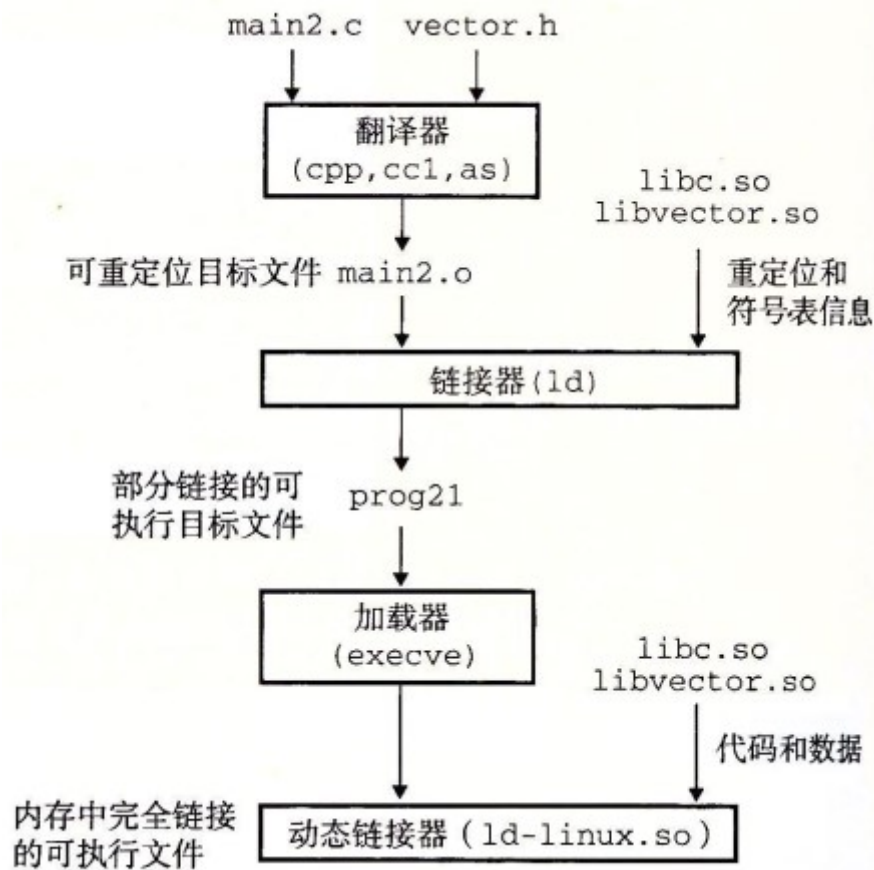 main2.c vector.h
翻译器
(cpp,cc1,as)
libc.so
libvector.so
可重定位目标文件 main2.o
重定位和
符号表信息
链接器(ld)
部分链接的可
执行目标文件
prog21
加载器
(execve)
libc.so
libvector.so
代码和数据
内存中完全链接
的可执行文件
动态链接器(ld-linux.so)